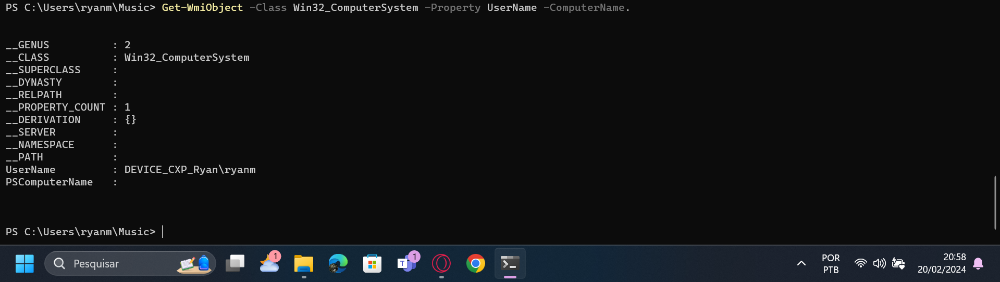 PS C:\Users\ryanm\Music> Get-WmiObject -Class Win32_ComputerSystem -Property UserName -ComputerName.
__GENUS : 2
__CLASS : Win32_ComputerSystem
__SUPERCLASS :
__DYNASTY :
__RELPATH :
__PROPERTY_COUNT : 1
__DERIVATION : {}
__SERVER :
__NAMESPACE :
__PATH :
UserName : DEVICE_CXP_Ryan\ryanm
PSComputerName :
PS C:\Users\ryanm\Music>
Pesquisar
1
T
1
POR
PTB
20:58
20/02/2024